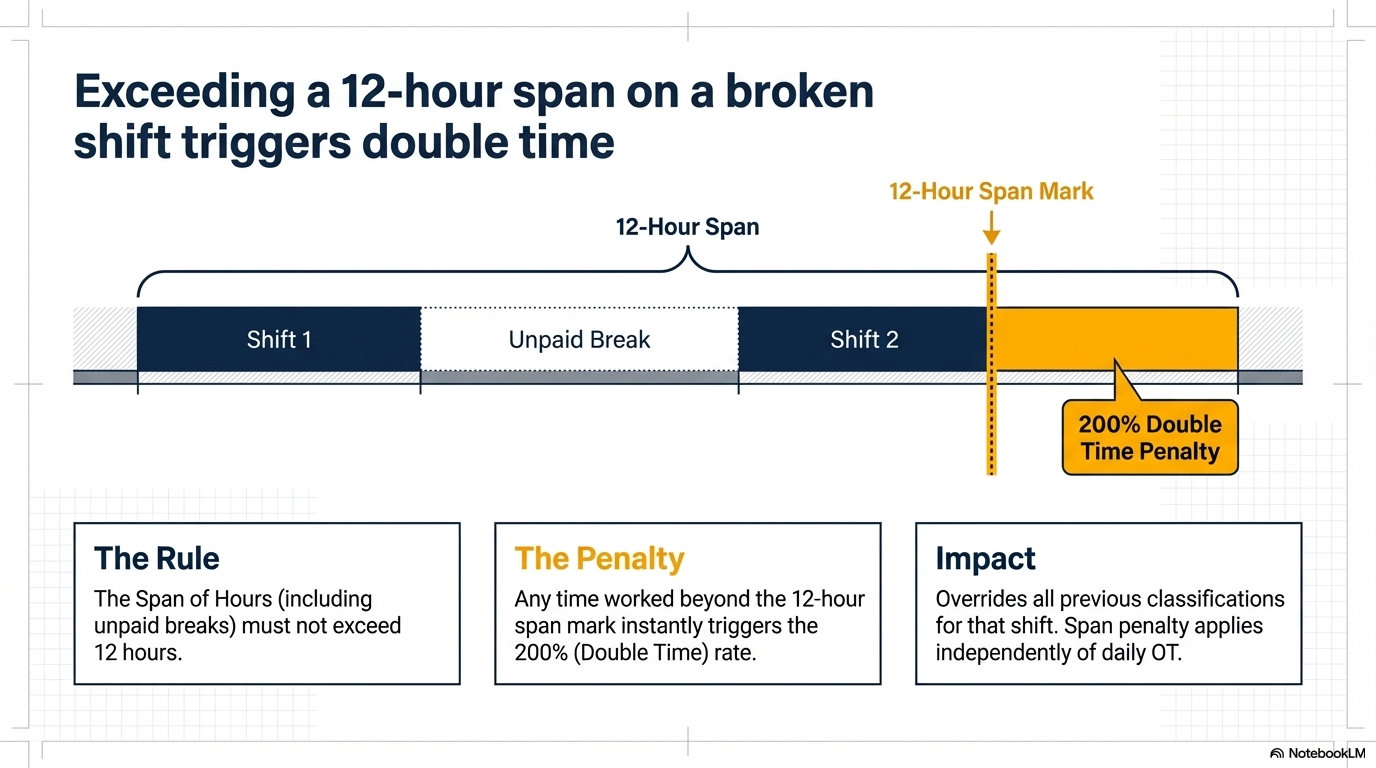 Exceeding a 12-hour span on a broken
shift triggers double time
12-Hour Span Mark
12-Hour Span
Shift 1
Unpaid Break
Shift 2
200% Double
Time Penalty
The Rule
The Span of Hours (including
unpaid breaks) must not exceed
12 hours.
The Penalty
Any time worked beyond the 12-hour
span mark instantly triggers the
200% (Double Time) rate.
Impact
Overrides all previous classifications
for that shift. Span penalty applies
independently of daily OT.
NotebookLM